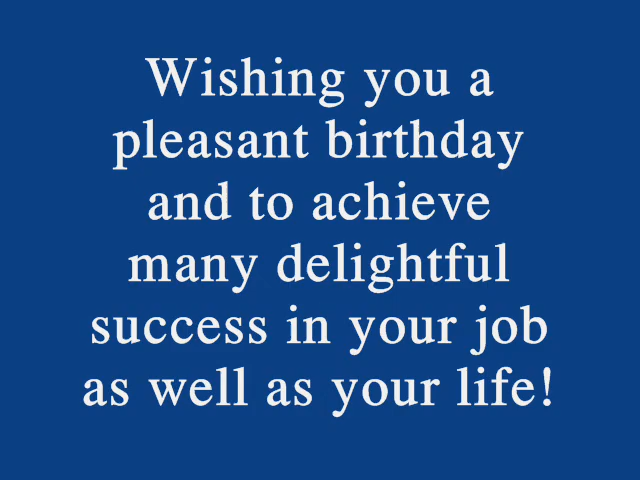 Wishing you a
pleasant birthday
and to achieve
many delightful
success in your job
as well as your life!